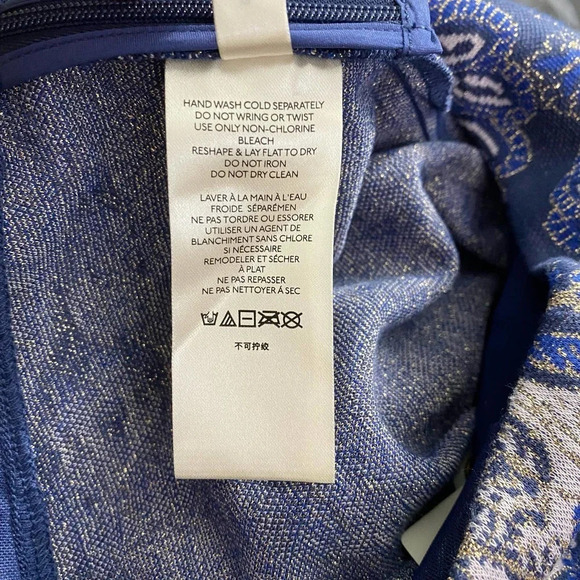 HAND WASH COLD SEPARATELY
DO NOT WRING OR TWIST
USE ONLY NON-CHLORINE
BLEACH
RESHAPE & LAY FLAT TO DRY
DO NOT IRON
DO NOT DRY CLEAN
LAVER À LA MAIN À L'EAU
FROIDE SÉPARÉMEN
NE PAS TORDRE OU ESSORER
UTILISER UN AGENT DE
BLANCHIMENT SANS CHLORE
SI NÉCESSAIRE
REMODELER ET SÉCHER
À PLAT
NE PAS REPASSER
NE PAS NETTOYER Á SEC
不可拧绞